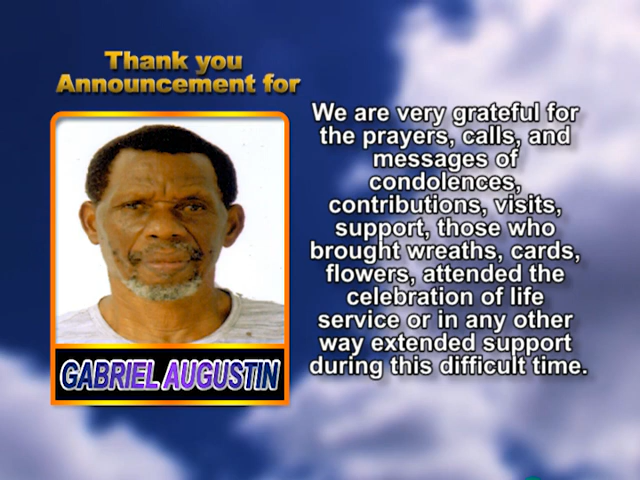 Thank you
Announcement for
GABRIEL AUGUSTIN
We are very grateful for
the prayers, calls, and
messages of
condolences,
contributions, visits,
support, those who
brought wreaths, cards,
flowers, attended the
celebration of life
service or in any other
way extended support
during this difficult time.